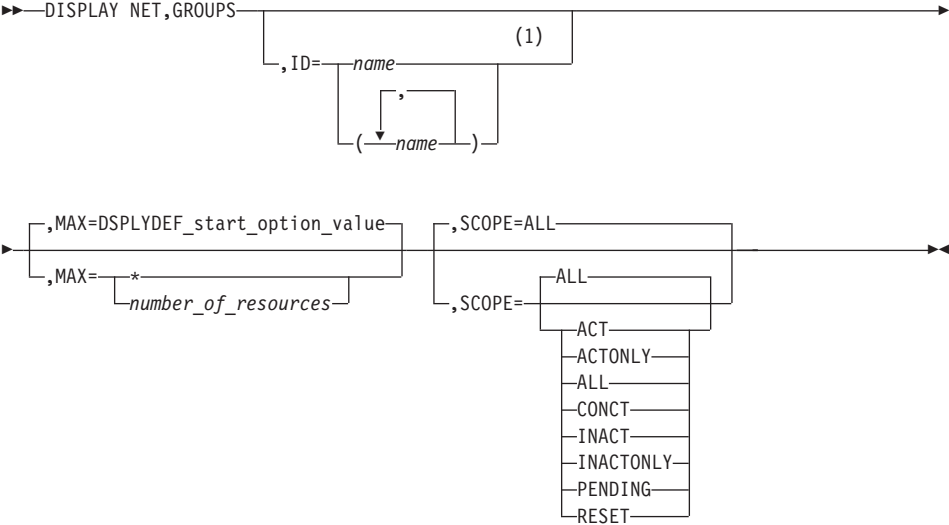 DISPLAY NET,GROUPS
(1)
,ID= name
,
( name )
,MAX=DSPLYDEF_start_option_value
,MAX= *
number_of_resources
,SCOPE=ALL
,SCOPE=
ALL
ACT
ACTONLY
ALL
CONCT
INACT
INACTONLY
PENDING
RESET